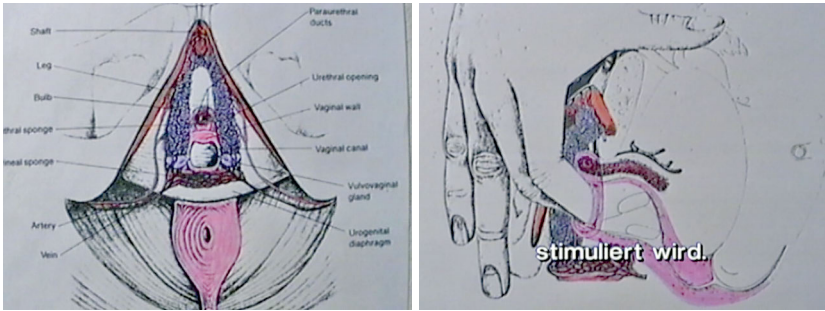 Shaft
Leg
Bulb
thral sponge
ineal sponge
Artery
Vein
Paraurethral
ducts
Urethral opening
Vaginal wall
Vaginal canal
Vulvovaginal
gland
Urogenital
diaphragm
stimuliert wird.